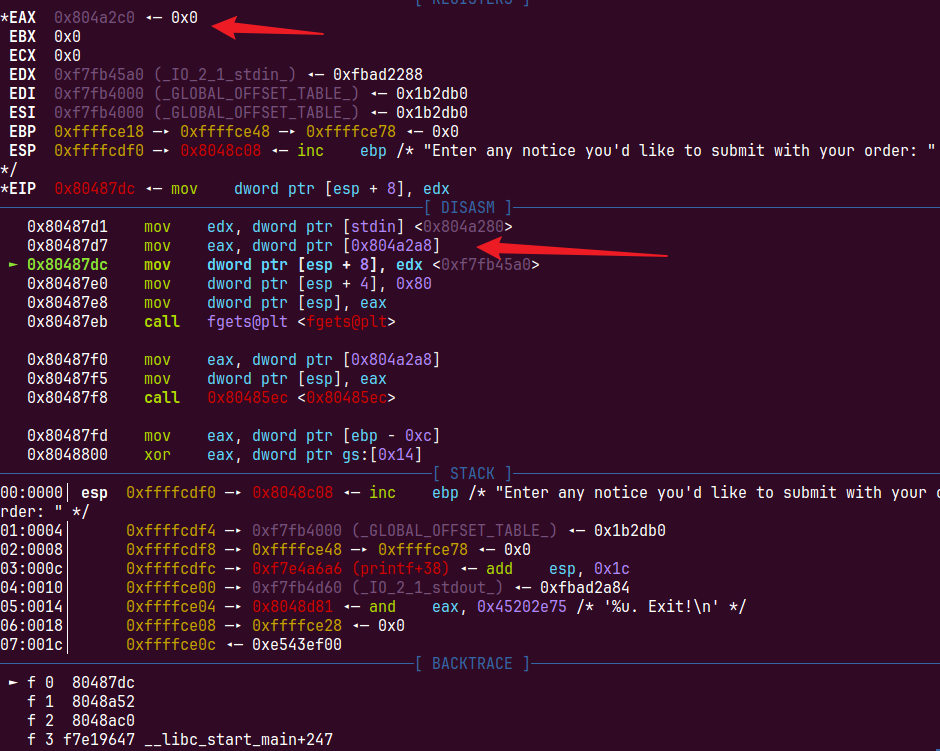 [ REGISTERS ]
*EAX  0x804a2c0 ◂— 0x0
 EBX  0x0
 ECX  0x0
 EDX  0xf7fb45a0 (_IO_2_1_stdin_) ◂— 0xfbad2288
 EDI  0xf7fb4000 (_GLOBAL_OFFSET_TABLE_) ◂— 0x1b2db0
 ESI  0xf7fb4000 (_GLOBAL_OFFSET_TABLE_) ◂— 0x1b2db0
 EBP  0xffffce18 —▸ 0xffffce48 —▸ 0xffffce78 ◂— 0x0
 ESP  0xffffcdf0 —▸ 0x8048c08 ◂— inc    ebp /* "Enter any notice you'd like to submit with your order: "
*/
*EIP  0x80487dc ◂— mov    dword ptr [esp + 8], edx
[ DISASM ]
   0x80487d1    mov    edx, dword ptr [stdin] <0x804a280>
   0x80487d7    mov    eax, dword ptr [0x804a2a8]
 ► 0x80487dc    mov    dword ptr [esp + 8], edx <0xf7fb45a0>
   0x80487e0    mov    dword ptr [esp + 4], 0x80
   0x80487e8    mov    dword ptr [esp], eax
   0x80487eb    call   fgets@plt <fgets@plt>
   0x80487f0    mov    eax, dword ptr [0x804a2a8]
   0x80487f5    mov    dword ptr [esp], eax
   0x80487f8    call   0x80485ec <0x80485ec>
   0x80487fd    mov    eax, dword ptr [ebp - 0xc]
   0x8048800    xor    eax, dword ptr gs:[0x14]
[ STACK ]
00:0000│ esp  0xffffcdf0 —▸ 0x8048c08 ◂— inc    ebp /* "Enter any notice you'd like to submit with your o
rder: " */
01:0004│      0xffffcdf4 —▸ 0xf7fb4000 (_GLOBAL_OFFSET_TABLE_) ◂— 0x1b2db0
02:0008│      0xffffcdf8 —▸ 0xffffce48 —▸ 0xffffce78 ◂— 0x0
03:000c│      0xffffcdfc —▸ 0xf7e4a6a6 (printf+38) ◂— add    esp, 0x1c
04:0010│      0xffffce00 —▸ 0xf7fb4d60 (_IO_2_1_stdout_) ◂— 0xfbad2a84
05:0014│      0xffffce04 —▸ 0x8048d81 ◂— and    eax, 0x45202e75 /* '%u. Exit!\n' */
06:0018│      0xffffce08 —▸ 0xffffce28 ◂— 0x0
07:001c│      0xffffce0c ◂— 0xe543ef00
[ BACKTRACE ]
 ► f 0  80487dc
   f 1  8048a52
   f 2  8048ac0
   f 3 f7e19647 __libc_start_main+247